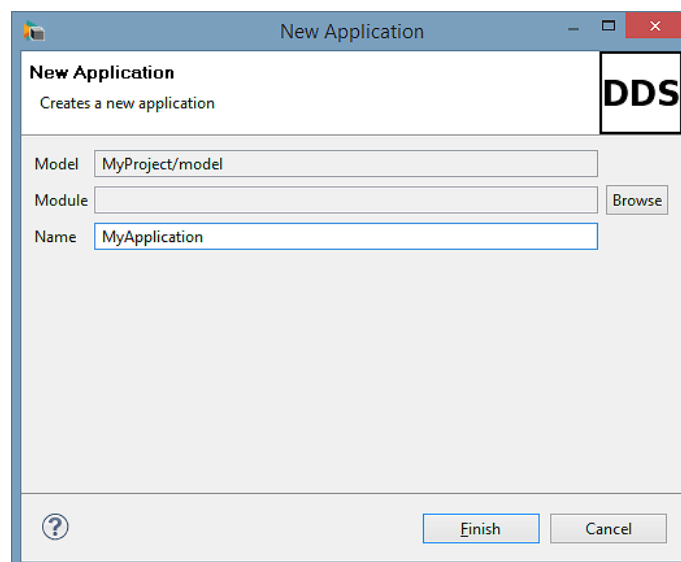 New Application
New Application
Creates a new application
DDS
Model MyProject/model
Module Browse
Name MyApplication
? Finish Cancel